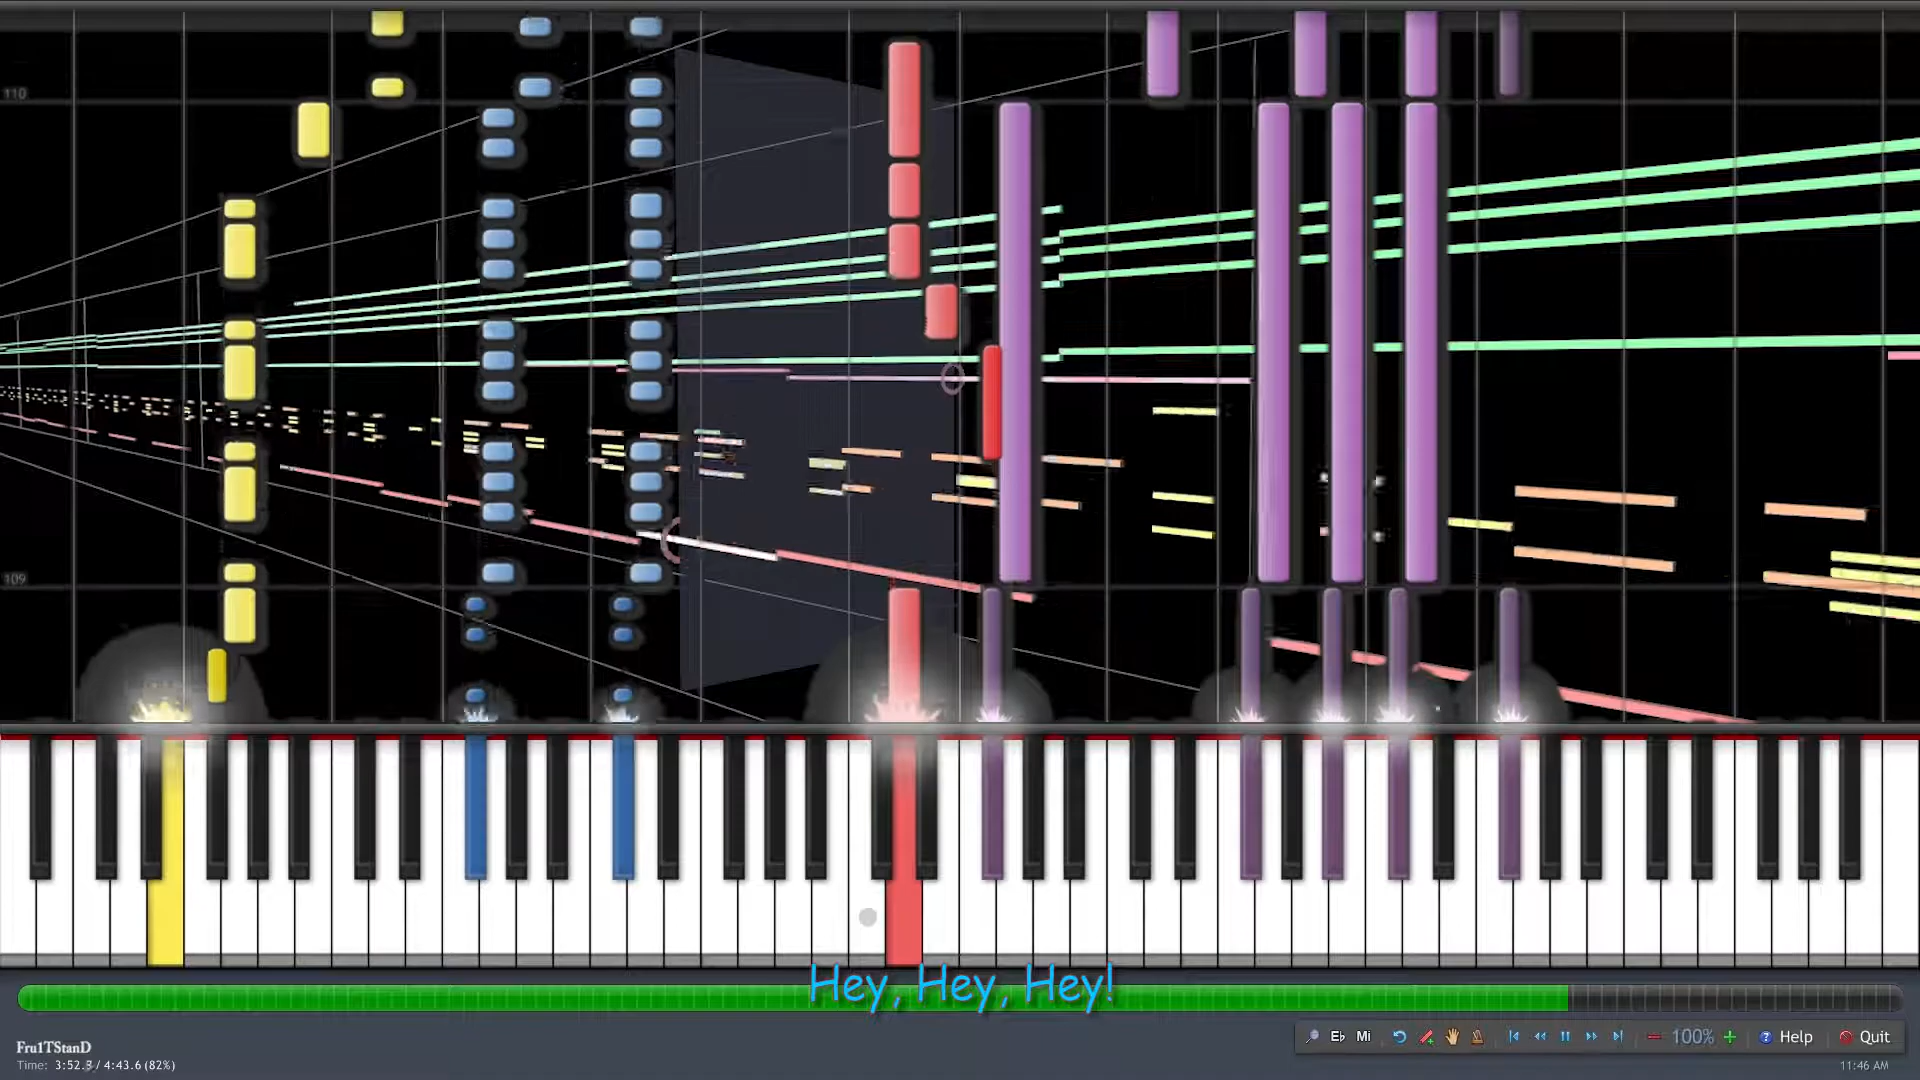 110
109
Hey, Hey, Hey!
Eb Mi 100% Help Quit
Fru1TStanD
Time: 3:52.3 / 4:43.6 (82%)
11:46 AM